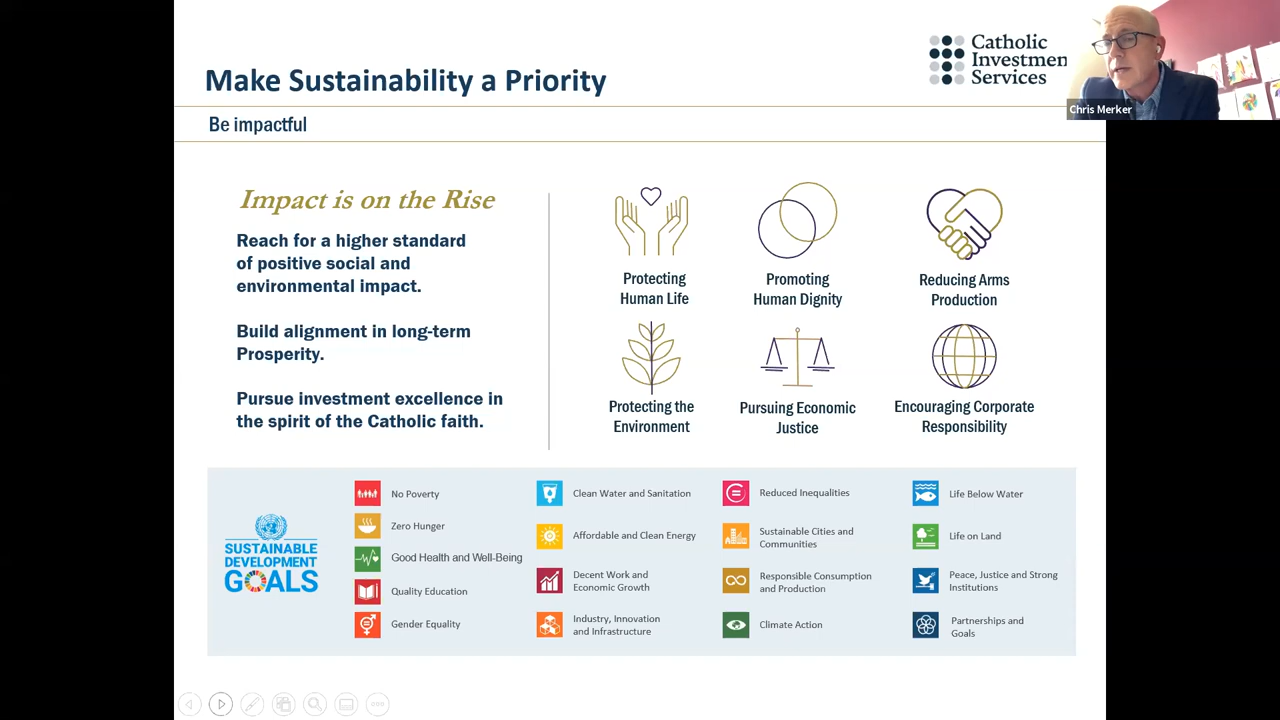 Make Sustainability a Priority
Catholic
Investmen
Services
Chris Merker
Be impactful
Impact is on the Rise
Reach for a higher standard
of positive social and
environmental impact.
Build alignment in long-term
Prosperity.
Pursue investment excellence in
the spirit of the Catholic faith.
Protecting
Human Life
Promoting
Human Dignity
Reducing Arms
Production
Protecting the
Environment
Pursuing Economic
Justice
Encouraging Corporate
Responsibility
SUSTAINABLE
DEVELOPMENT
GOALS
No Poverty
Zero Hunger
Good Health and Well-Being
Quality Education
Gender Equality
Clean Water and Sanitation
Affordable and Clean Energy
Decent Work and
Economic Growth
Industry, Innovation
and Infrastructure
Reduced Inequalities
Sustainable Cities and
Communities
Responsible Consumption
and Production
Climate Action
Life Below Water
Life on Land
Peace, Justice and Strong
Institutions
Partnerships and
Goals